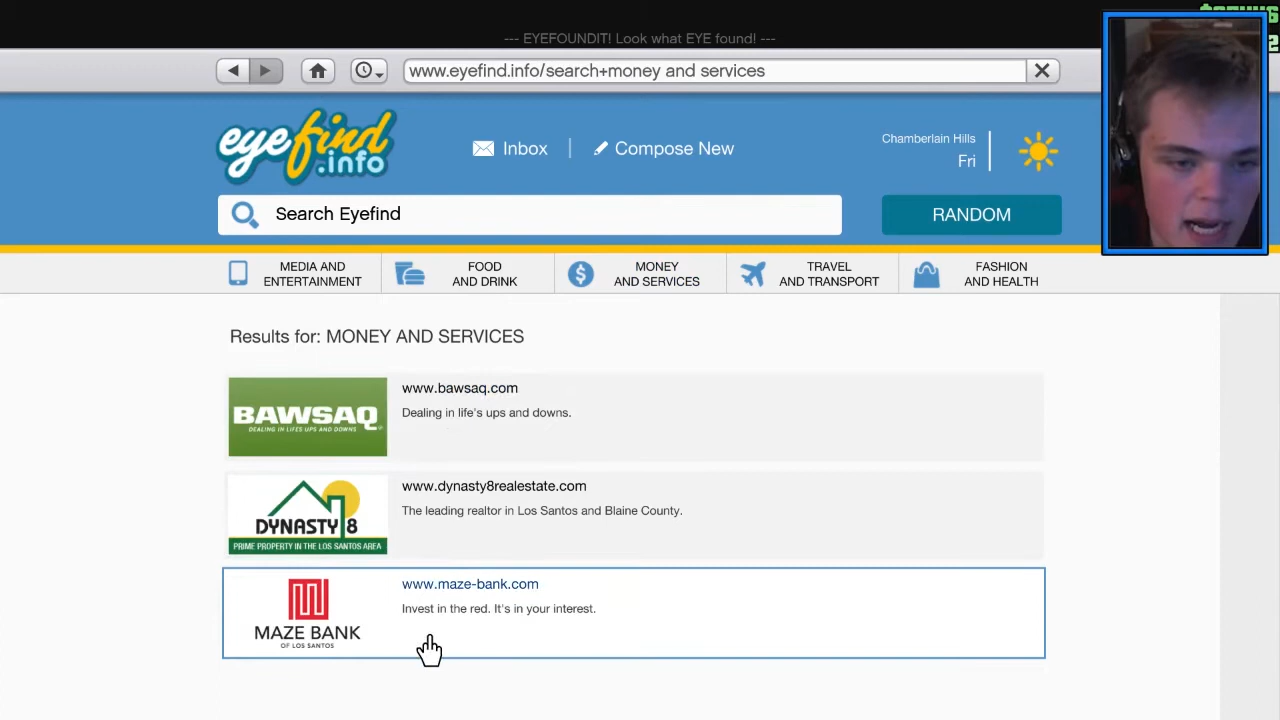 --- EYEFOUNDIT! Look what EYE found! ---
www.eyefind.info/search+money and services
eyefind
.info
Inbox
Compose New
Chamberlain Hills
Fri
Search Eyefind
RANDOM
MEDIA AND
ENTERTAINMENT
FOOD
AND DRINK
MONEY
AND SERVICES
TRAVEL
AND TRANSPORT
FASHION
AND HEALTH
Results for: MONEY AND SERVICES
BAWSAQ
DEALING IN LIFES UPS AND DOWNS
www.bawsaq.com
Dealing in life's ups and downs.
DYNASTY 8
PRIME PROPERTY IN THE LOS SANTOS AREA
www.dynasty8realestate.com
The leading realtor in Los Santos and Blaine County.
MAZE BANK
OF LOS SANTOS
www.maze-bank.com
Invest in the red. It's in your interest.